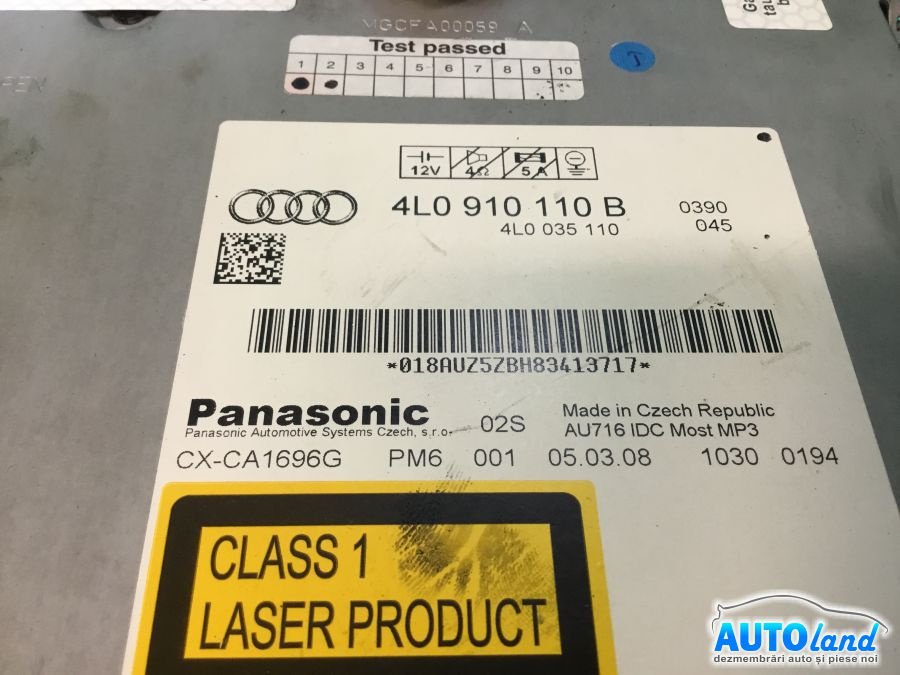 MGCFA00059 A
Test passed
1 2 3 4 5 6 7 8 9 10
12V 4Ω 5A
4L0 910 110 B 0390
4L0 035 110 045
*018AUZ5ZBH83413717*
Panasonic 02S Made in Czech Republic
Panasonic Automotive Systems Czech, s.r.o. AU716 IDC Most MP3
CX-CA1696G PM6 001 05.03.08 1030 0194
CLASS 1
LASER PRODUCT
AUTOland
dezmembrări auto și piese noi